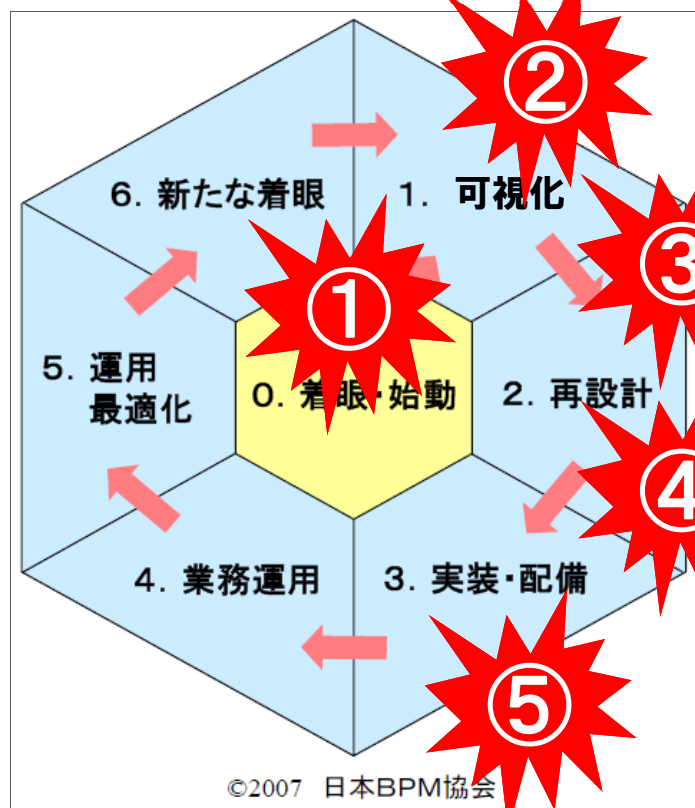 ②
6. 新たな着眼
1. 可視化
③
①
5. 運用
最適化
0. 着眼・始動
2. 再設計
④
4. 業務運用
3. 実装・配備
⑤
©2007 日本BPM協会